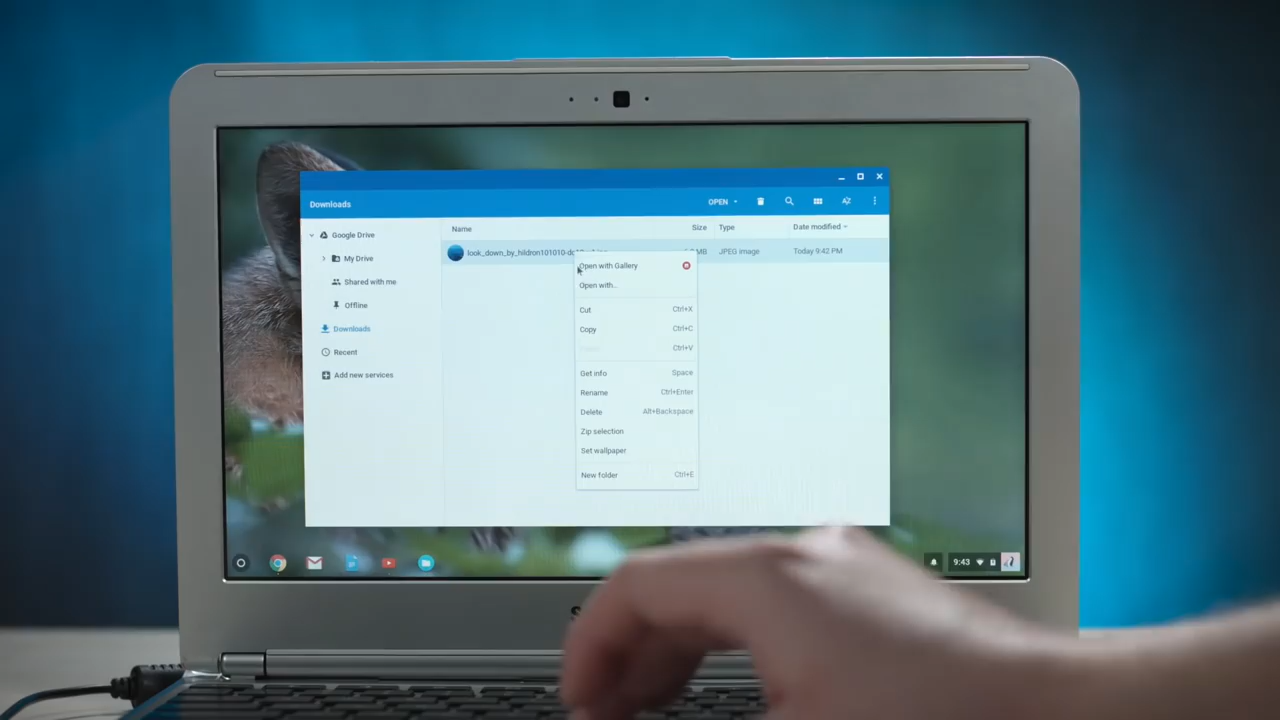 Downloads
OPEN
Google Drive
My Drive
Shared with me
Offline
Downloads
Recent
Add new services
Name Size Type Date modified
look_down_by_hildron101010- MB JPEG image Today 9:42 PM
Open with Gallery
Open with...
Cut Ctrl+X
Copy Ctrl+C
Ctrl+V
Get info Space
Rename Ctrl+Enter
Delete Alt+Backspace
Zip selection
Set wallpaper
New folder Ctrl+E
9:43